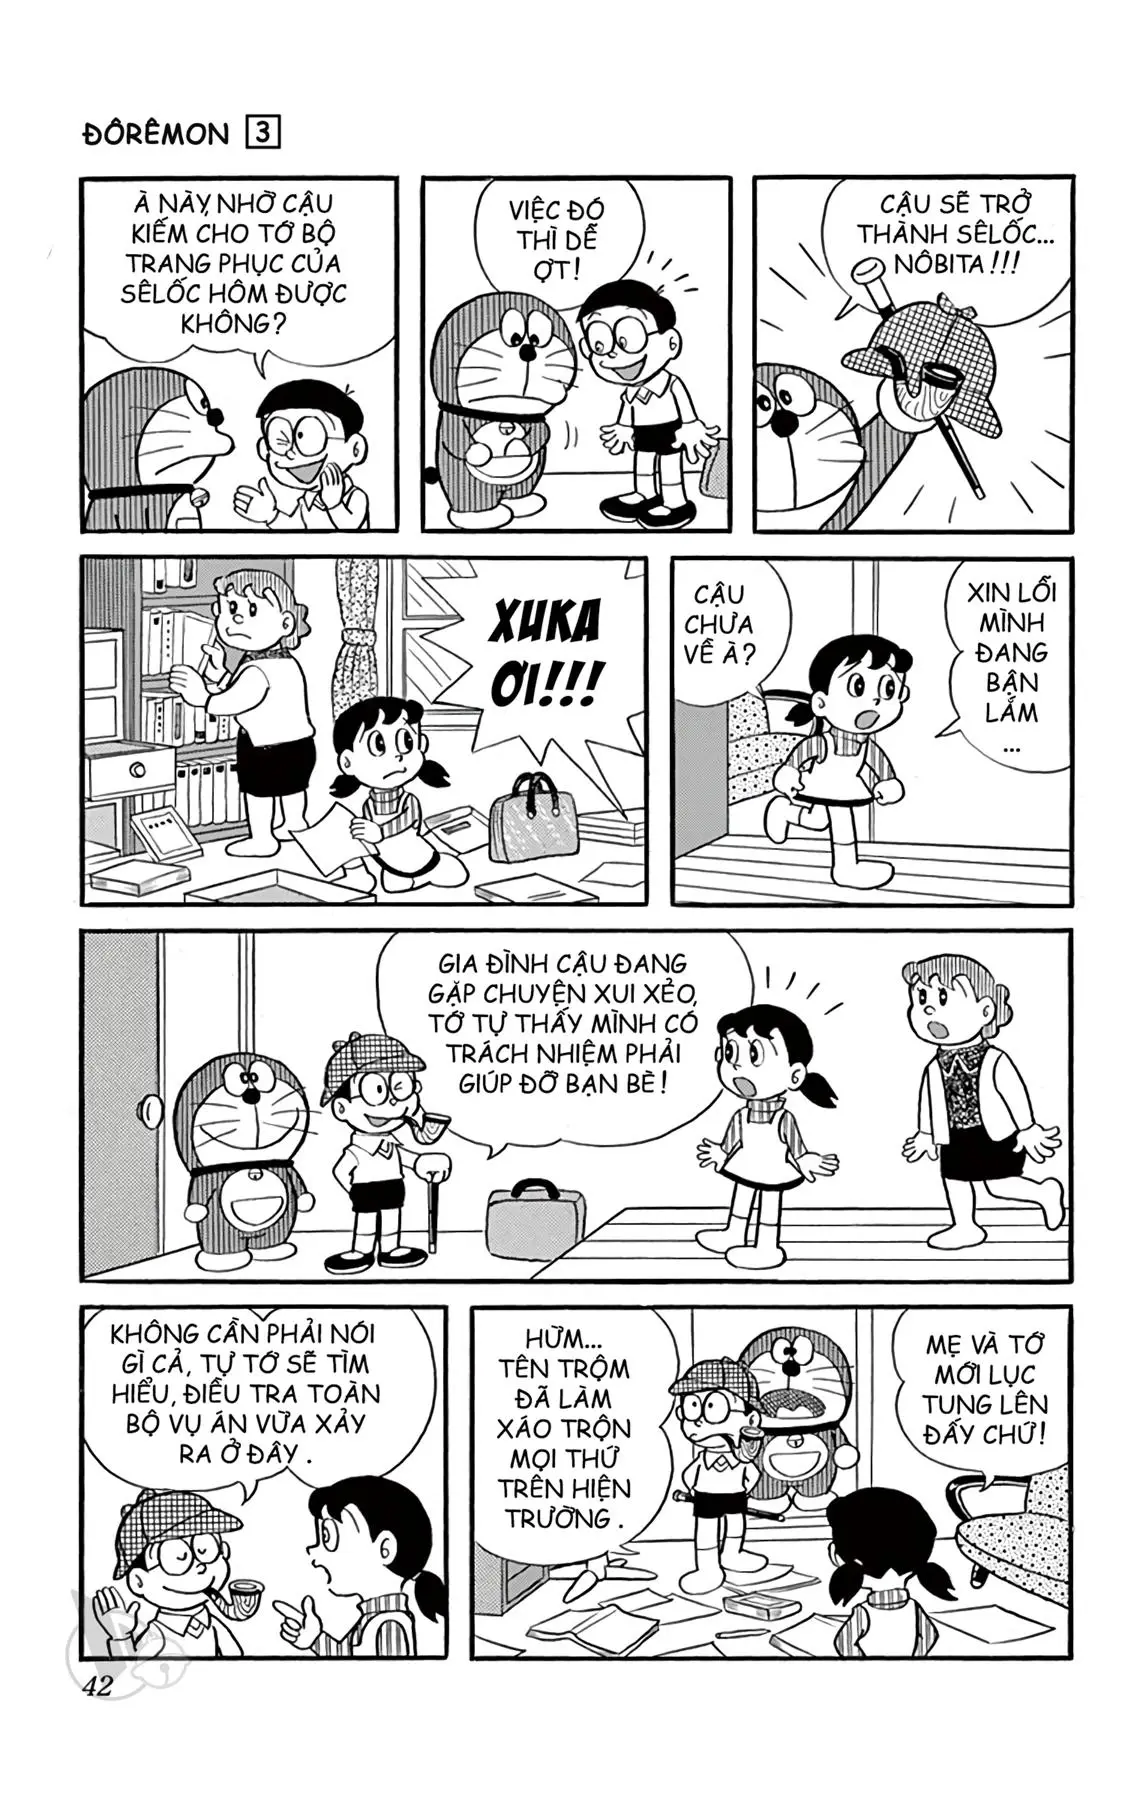 ĐÔRÊMON 3
À NÀY, NHỜ CẬU
KIẾM CHO TỚ BỘ
TRANG PHỤC CỦA
SÊLỐC HÔM ĐƯỢC
KHÔNG?
VIỆC ĐÓ
THÌ DỄ
ỢT!
CẬU SẼ TRỞ
THÀNH SÊLỐC...
NÔBITA!!!
XUKA
ƠI!!!
CẬU
CHƯA
VỀ À?
XIN LỖI
MÌNH
ĐANG
BẬN
LẮM
...
GIA ĐÌNH CẬU ĐANG
GẶP CHUYỆN XUI XẺO,
TỚ TỰ THẤY MÌNH CÓ
TRÁCH NHIỆM PHẢI
GIÚP ĐỠ BẠN BÈ!
KHÔNG CẦN PHẢI NÓI
GÌ CẢ, TỰ TỚ SẼ TÌM
HIỂU, ĐIỀU TRA TOÀN
BỘ VỤ ÁN VỪA XẢY
RA Ở ĐÂY.
HỪM...
TÊN TRỘM
ĐÃ LÀM
XÁO TRỘN
MỌI THỨ
TRÊN HIỆN
TRƯỜNG.
MẸ VÀ TỚ
MỚI LỤC
TUNG LÊN
ĐẤY CHỨ!
42